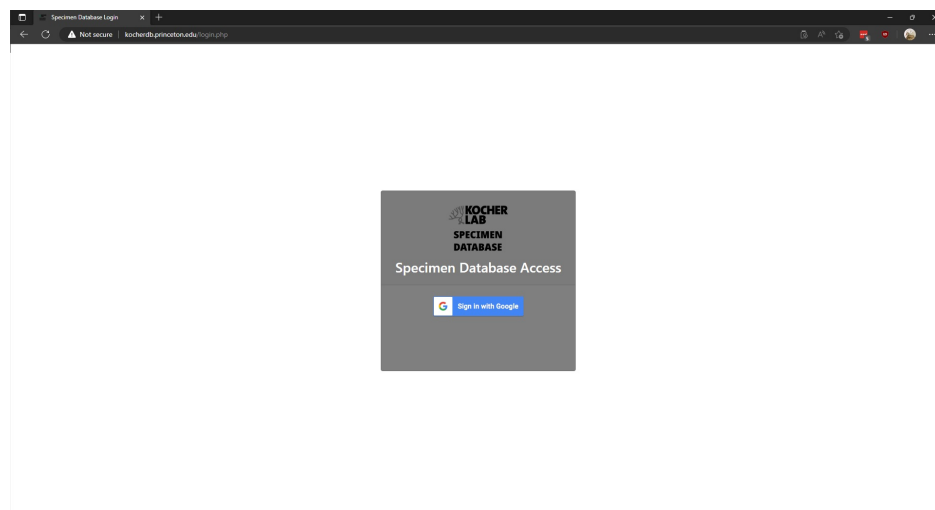 Specimen Database Login
Not secure | kocherdb.princeton.edu/login.php
KOCHER
LAB
SPECIMEN
DATABASE
Specimen Database Access
Sign in with Google